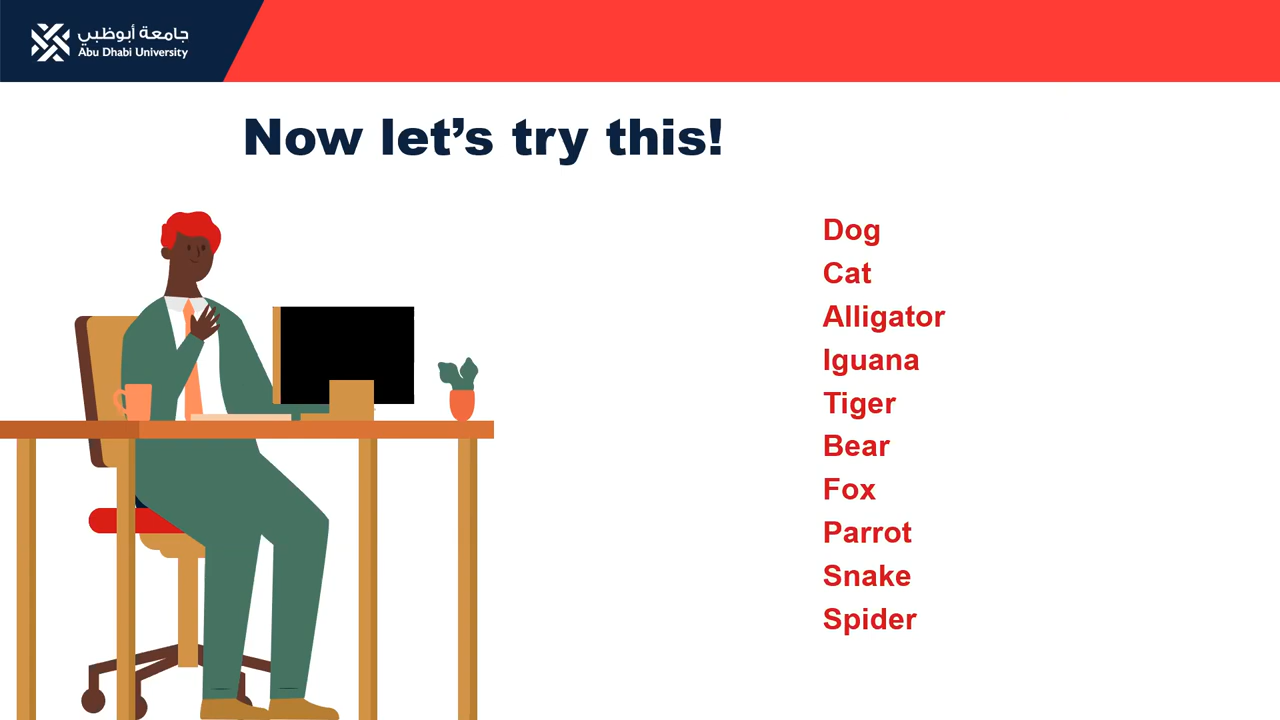 جامعة أبوظبي
Abu Dhabi University
Now let’s try this!
Dog
Cat
Alligator
Iguana
Tiger
Bear
Fox
Parrot
Snake
Spider